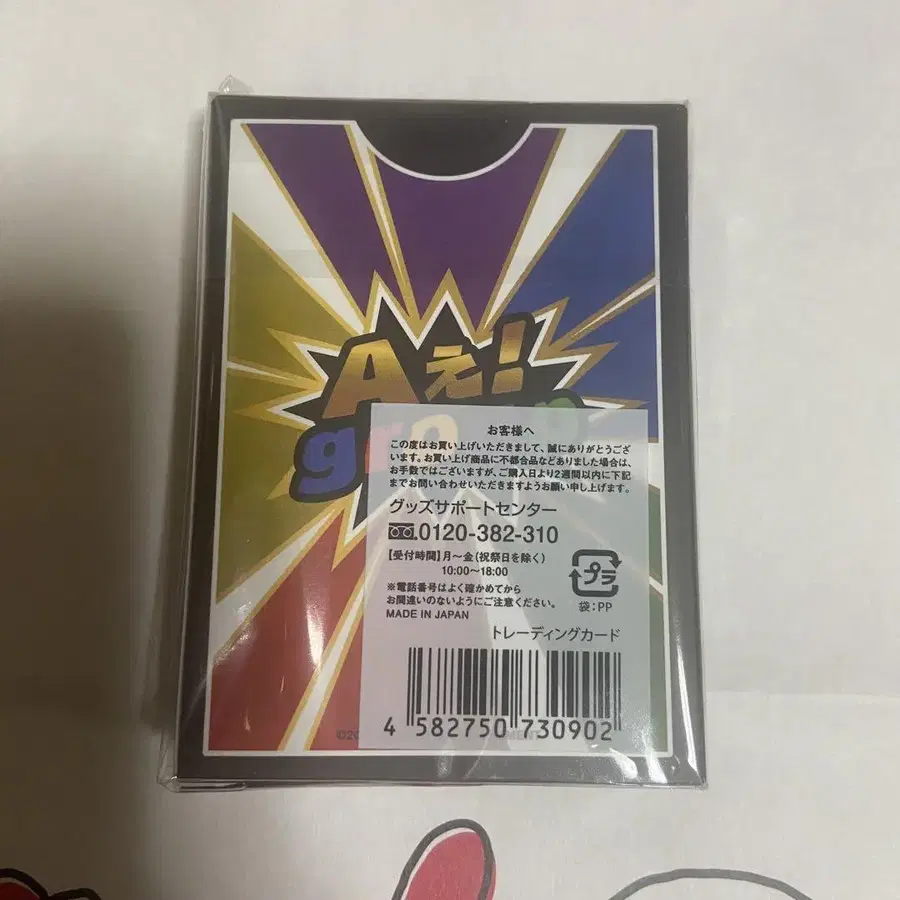 Aぇ!
gr
お客様へ
この度はお買い上げいただきまして、誠にありがとうござ
います。お買い上げ商品に不都合品などありました場合は、
お手数ではございますが、ご購入日より2週間以内に下記
までお問い合わせいただきますようお願い申し上げます。
グッズサポートセンター
0120-382-310
【受付時間】月〜金(祝祭日を除く)
10:00〜18:00
※電話番号はよく確かめてから
お間違いのないようにご注意ください。
MADE IN JAPAN
プラ
袋:PP
トレーディングカード
4 582750 730902
©20